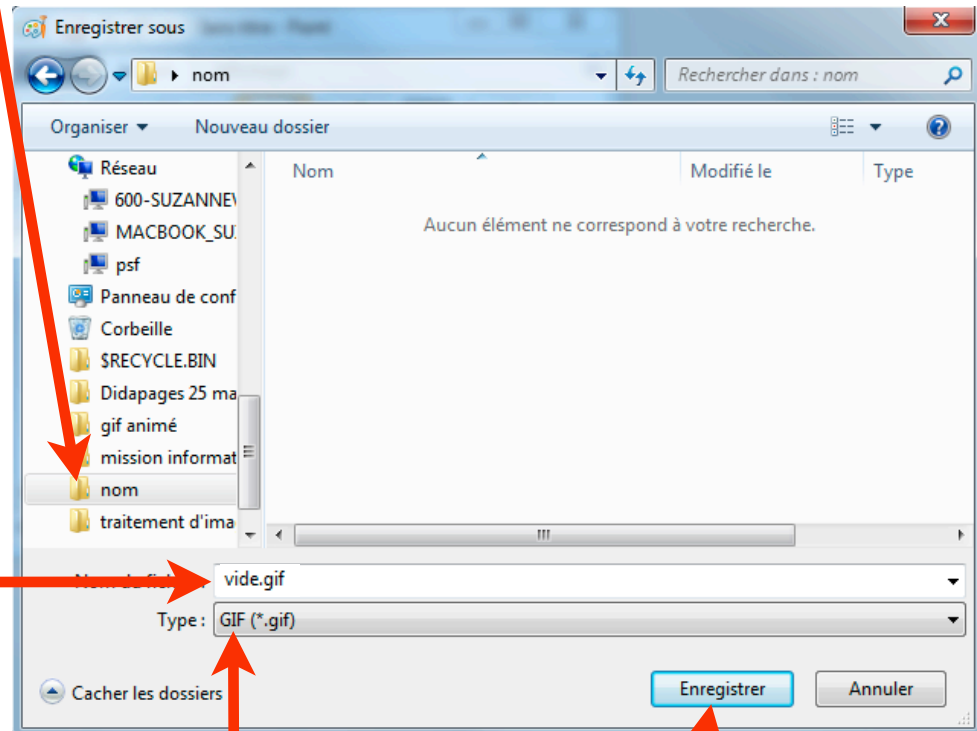 Enregistrer sous
nom
Rechercher dans : nom
Organiser
Nouveau dossier
Nom
Modifié le
Type
Réseau
600-SUZANNE
MACBOOK_SU
psf
Panneau de conf
Corbeille
$RECYCLE.BIN
Didapages 25 ma
gif animé
mission informat
nom
traitement d'ima
Aucun élément ne correspond à votre recherche.
vide.gif
Type : GIF (*.gif)
Cacher les dossiers
Enregistrer
Annuler